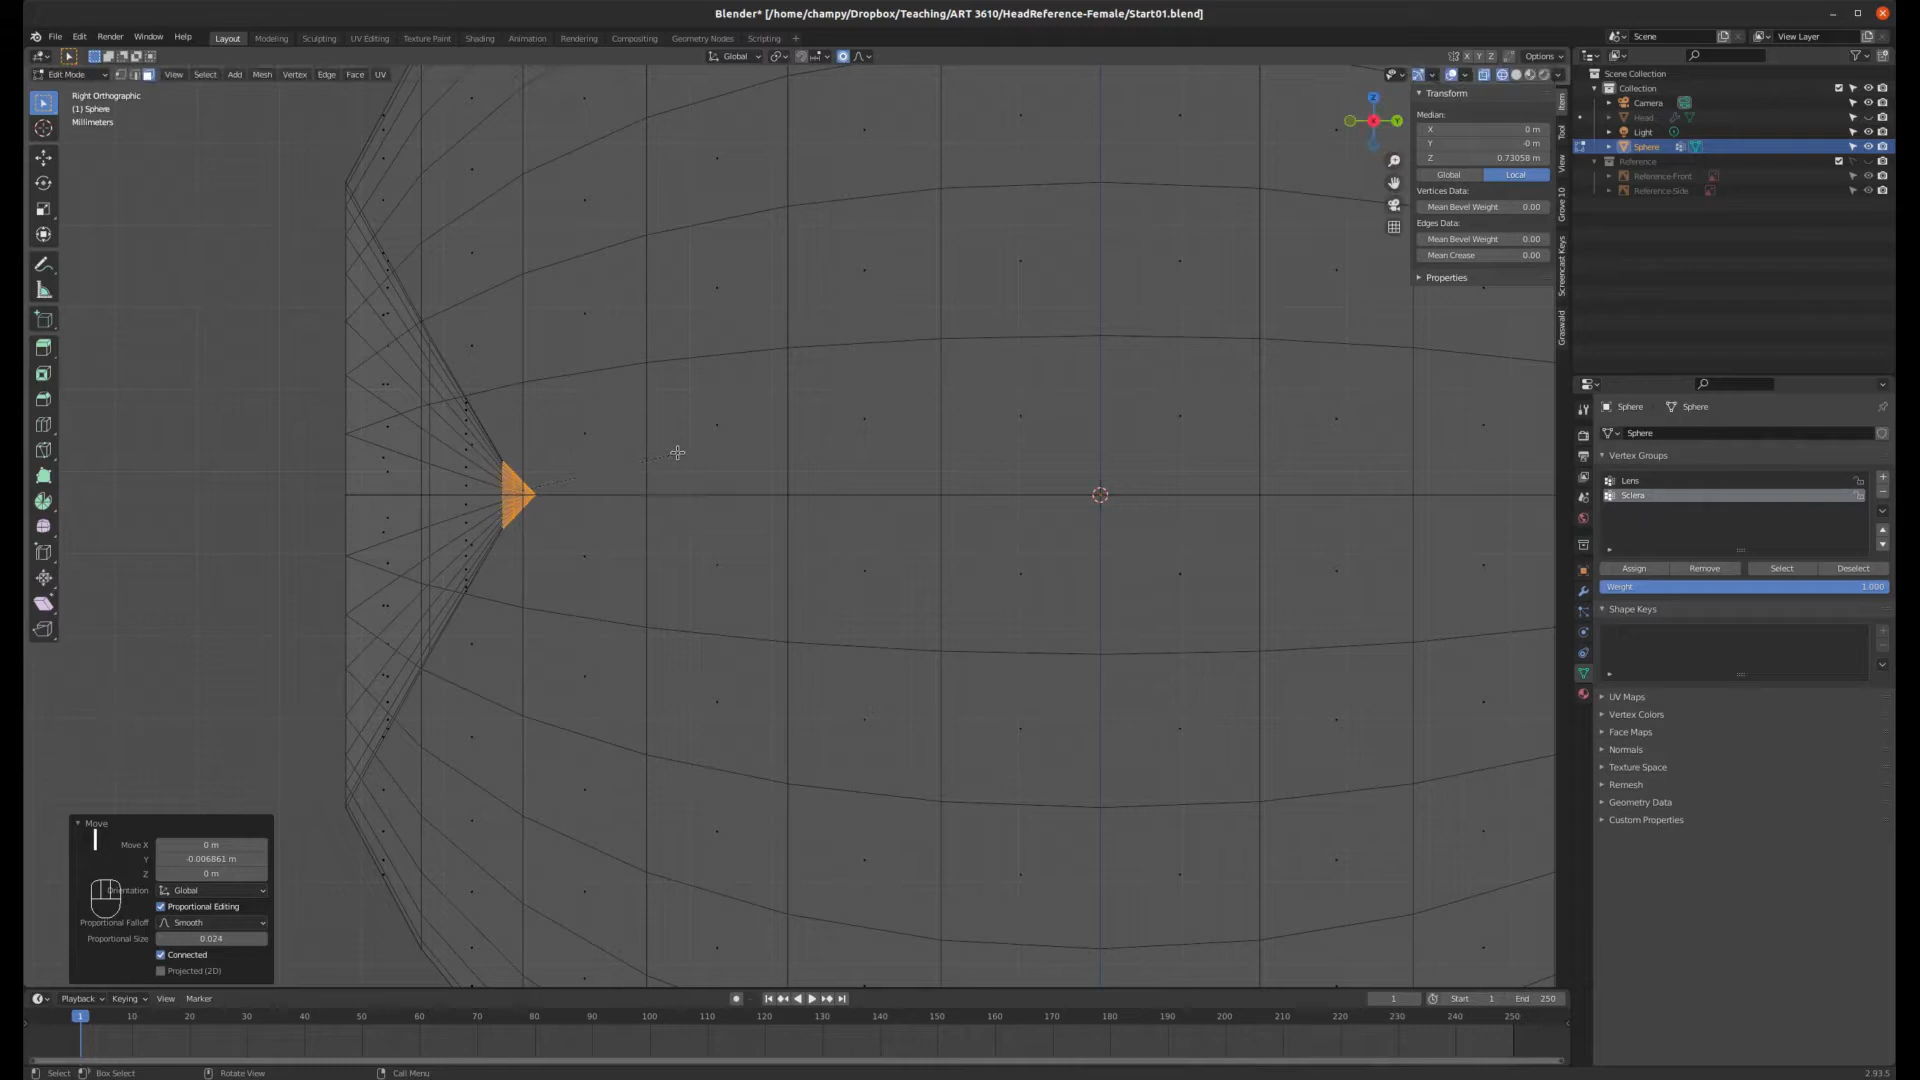 Blender* [/home/champy/Dropbox/Teaching/ART 3610/HeadReference-Female/Start01.blend]
File Edit Render Window Help Layout Modeling Sculpting UV Editing Texture Paint Shading Animation Rendering Compositing Geometry Nodes Scripting + Scene View Layer
Global Options
Edit Mode View Select Add Mesh Vertex Edge Face UV
Right Orthographic
(1) Sphere
Millimeters
Transform
Median:
X 0 m
Y -0 m
Z 0.73058 m
Global Local
Vertices Data:
Mean Bevel Weight 0.00
Edges Data:
Mean Bevel Weight 0.00
Mean Crease 0.00
Properties
Item
Tool
View
Grove 10
Screencast Keys
Graswald
X
Y
Scene Collection
Collection
Camera
Head
Light
Sphere
Reference
Reference-Front
Reference-Side
Sphere Sphere
Sphere
Vertex Groups
Lens
Sclera
Assign Remove Select Deselect
Weight 1.000
Shape Keys
UV Maps
Vertex Colors
Face Maps
Normals
Texture Space
Remesh
Geometry Data
Custom Properties
Move
Move X 0 m
Y -0.006861 m
Z 0 m
Orientation Global
Proportional Editing
Proportional Falloff Smooth
Proportional Size 0.024
Connected
Projected (2D)
Playback Keying View Marker 1 Start 1 End 250
1 10 20 30 40 50 60 70 80 90 100 110 120 130 140 150 160 170 180 190 200 210 220 230 240 250
Select Box Select Rotate View Call Menu 2.93.5